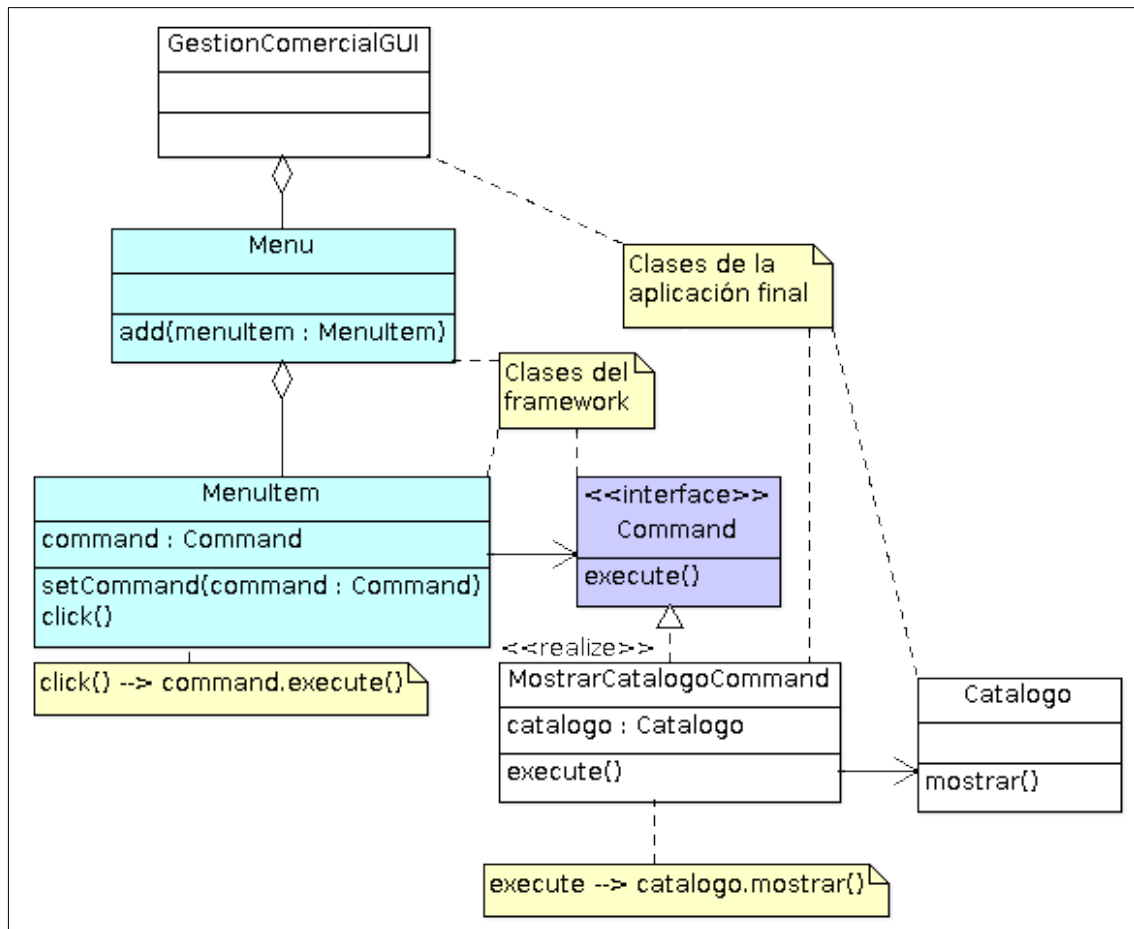 GestionComercialGUI
Menu
add(menuItem : MenuItem)
Clases de la
aplicación final
Clases del
framework
MenuItem
command : Command
setCommand(command : Command)
click()
<<interface>>
Command
execute()
click() --> command.execute()
<<realize>>
MostrarCatalogoCommand
catalogo : Catalogo
execute()
Catalogo
mostrar()
execute --> catalogo.mostrar()